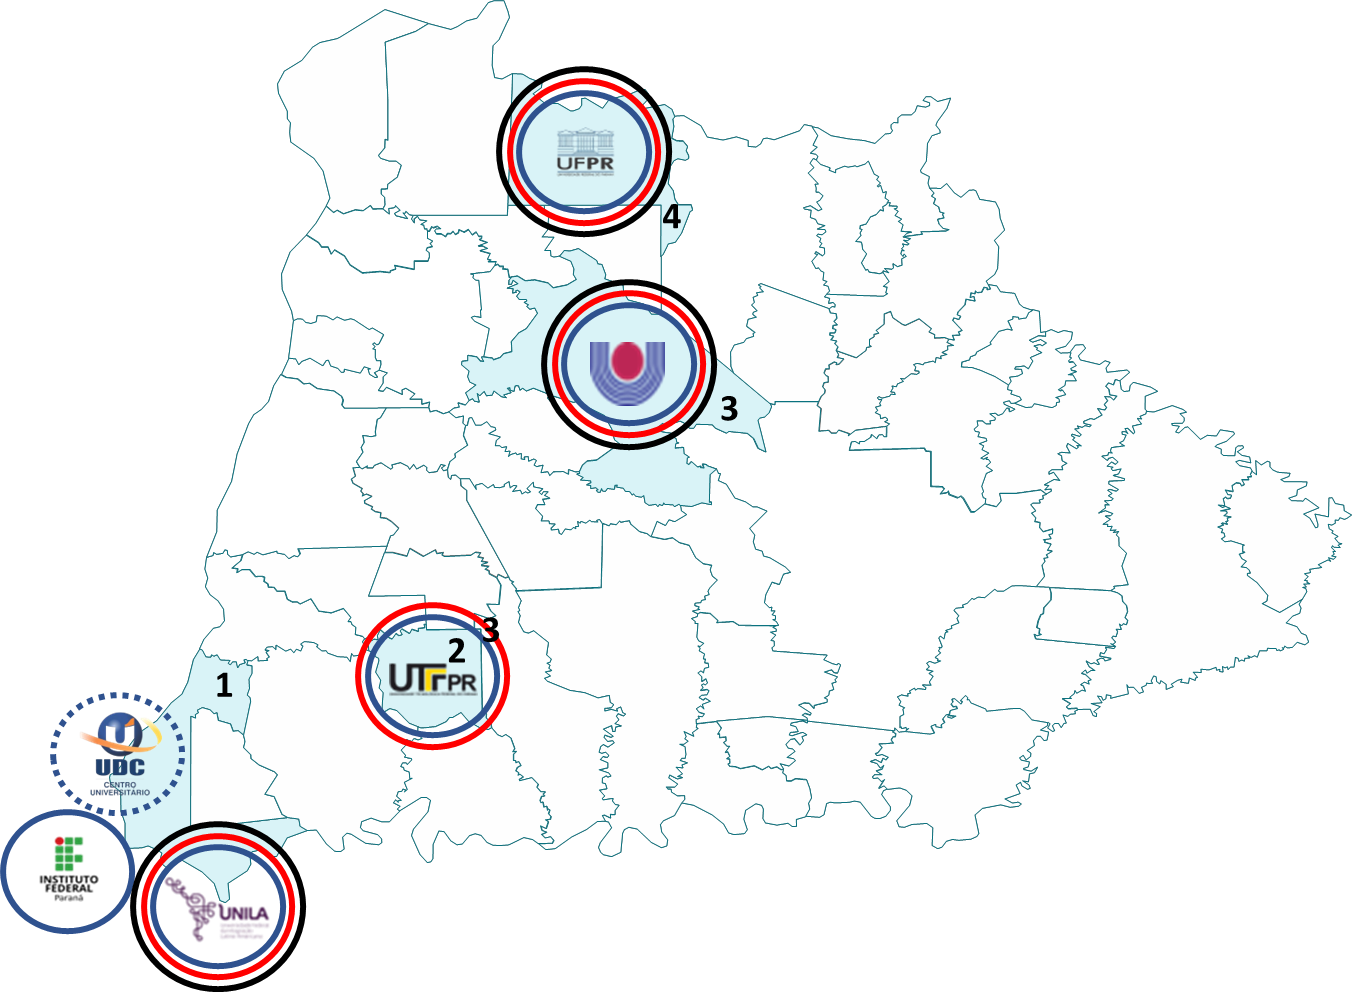 UFPR
4
3
3
2
UTFPR
1
UDC
CENTRO
UNIVERSITÁRIO
INSTITUTO
FEDERAL
Paraná
UNILA